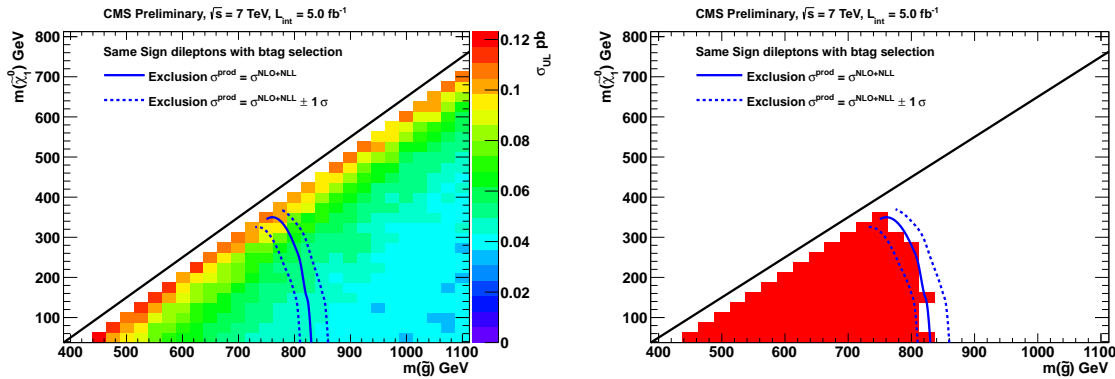 CMS Preliminary, √s = 7 TeV, L_int = 5.0 fb⁻¹
m(χ̃₁⁰) GeV
800
700
600
500
400
300
200
100
Same Sign dileptons with btag selection
Exclusion σ^prod = σ^NLO+NLL
Exclusion σ^prod = σ^NLO+NLL ± 1 σ
400 500 600 700 800 900 1000 1100
m(g̃) GeV
σ_UL pb
0.12
0.1
0.08
0.06
0.04
0.02
0
CMS Preliminary, √s = 7 TeV, L_int = 5.0 fb⁻¹
m(χ̃₁⁰) GeV
800
700
600
500
400
300
200
100
Same Sign dileptons with btag selection
Exclusion σ^prod = σ^NLO+NLL
Exclusion σ^prod = σ^NLO+NLL ± 1 σ
400 500 600 700 800 900 1000 1100
m(g̃) GeV